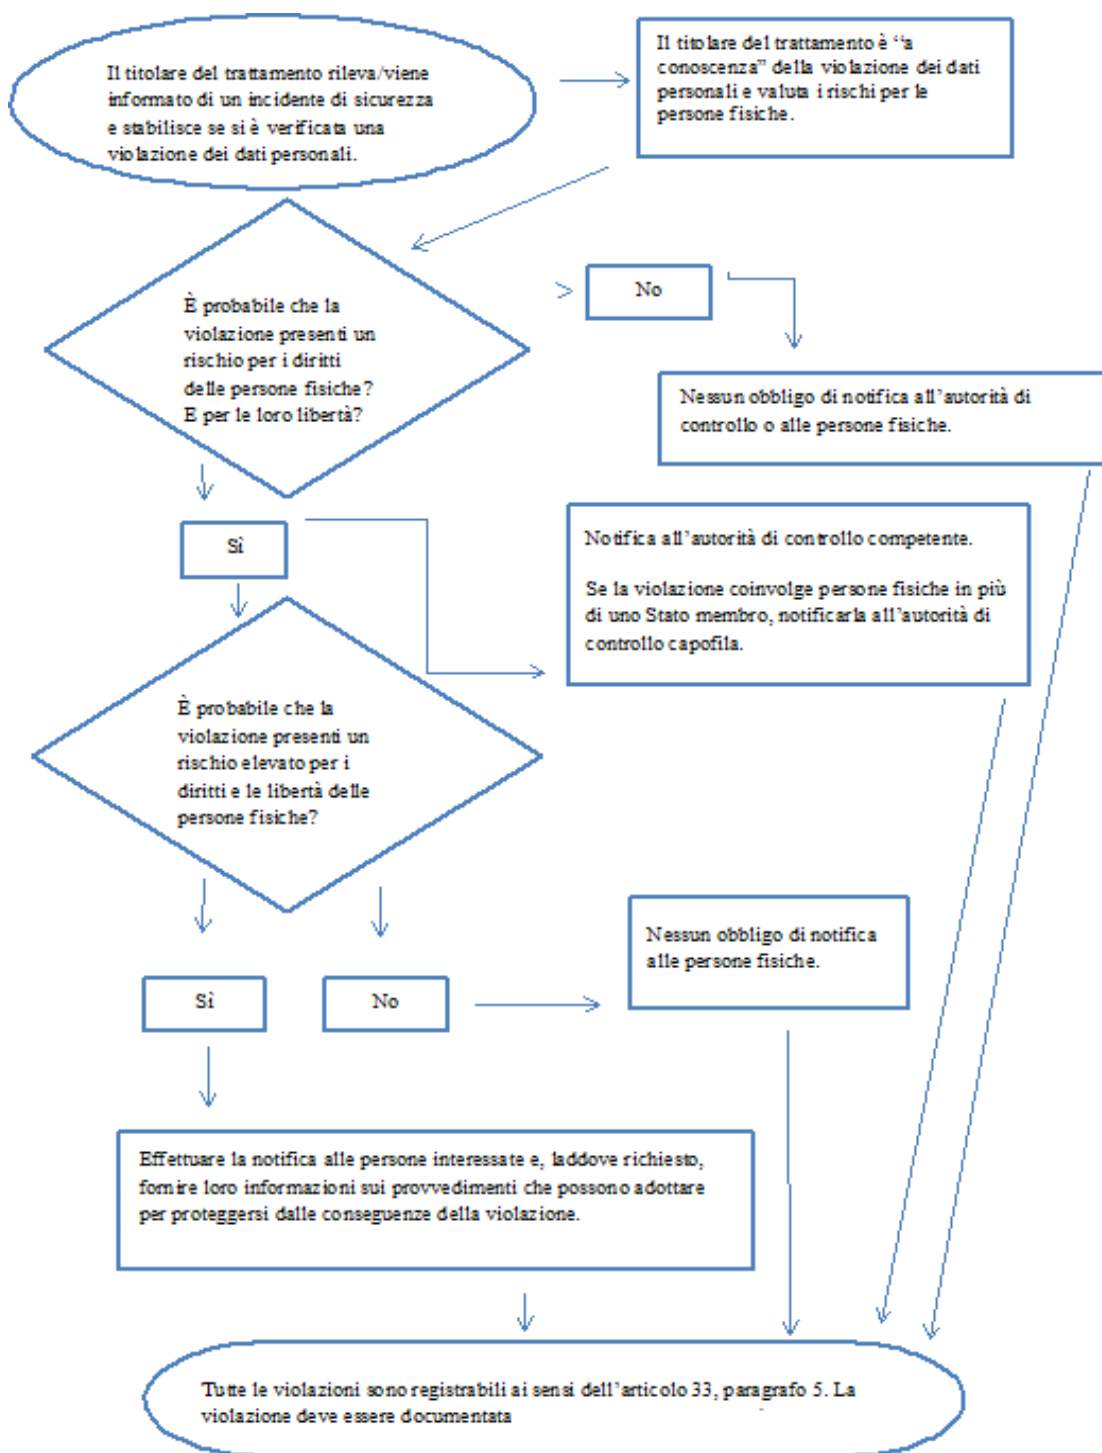 Il titolare del trattamento rileva/viene
informato di un incidente di sicurezza
e stabilisce se si è verificata una
violazione dei dati personali.
Il titolare del trattamento è “a
conoscenza” della violazione dei dati
personali e valuta i rischi per le
persone fisiche.
È probabile che la
violazione presenti un
rischio per i diritti
delle persone fisiche?
E per le loro libertà?
No
Nessun obbligo di notifica all’autorità di
controllo o alle persone fisiche.
Sì
Notifica all’autorità di controllo competente.
Se la violazione coinvolge persone fisiche in più
di uno Stato membro, notificarla all’autorità di
controllo capofila.
È probabile che la
violazione presenti un
rischio elevato per i
diritti e le libertà delle
persone fisiche?
Nessun obbligo di notifica
alle persone fisiche.
Sì
No
Effettuare la notifica alle persone interessate e, laddove richiesto,
fornire loro informazioni sui provvedimenti che possono adottare
per proteggersi dalle conseguenze della violazione.
Tutte le violazioni sono registrabili ai sensi dell’articolo 33, paragrafo 5. La
violazione deve essere documentata